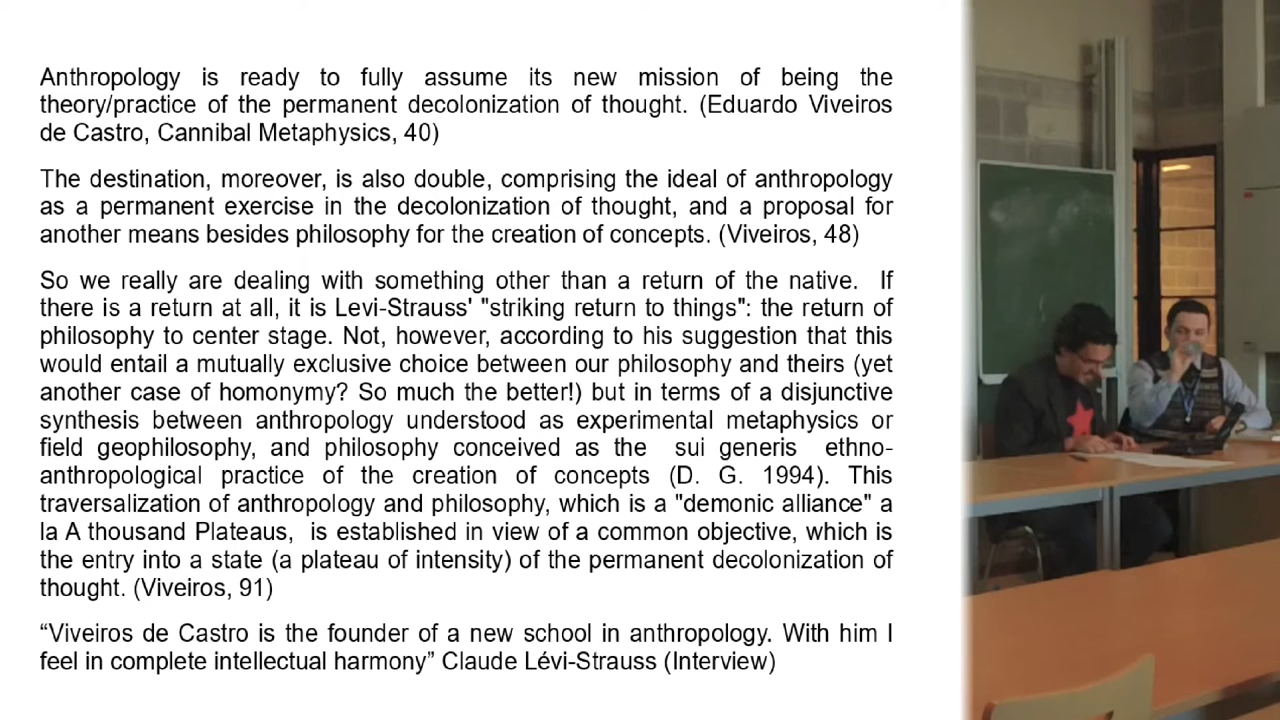 Anthropology is ready to fully assume its new mission of being the
theory/practice of the permanent decolonization of thought. (Eduardo Viveiros
de Castro, Cannibal Metaphysics, 40)
The destination, moreover, is also double, comprising the ideal of anthropology
as a permanent exercise in the decolonization of thought, and a proposal for
another means besides philosophy for the creation of concepts. (Viveiros, 48)
So we really are dealing with something other than a return of the native. If
there is a return at all, it is Levi-Strauss' "striking return to things": the return of
philosophy to center stage. Not, however, according to his suggestion that this
would entail a mutually exclusive choice between our philosophy and theirs (yet
another case of homonymy? So much the better!) but in terms of a disjunctive
synthesis between anthropology understood as experimental metaphysics or
field geophilosophy, and philosophy conceived as the sui generis ethno-
anthropological practice of the creation of concepts (D. G. 1994). This
traversalization of anthropology and philosophy, which is a "demonic alliance" a
la A thousand Plateaus, is established in view of a common objective, which is
the entry into a state (a plateau of intensity) of the permanent decolonization of
thought. (Viveiros, 91)
“Viveiros de Castro is the founder of a new school in anthropology. With him I
feel in complete intellectual harmony” Claude Lévi-Strauss (Interview)